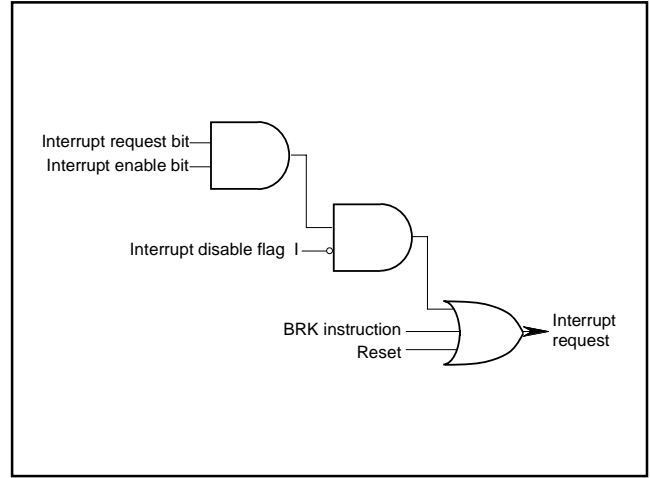 Interrupt request bit
Interrupt enable bit
Interrupt disable flag I
BRK instruction
Reset
Interrupt
request